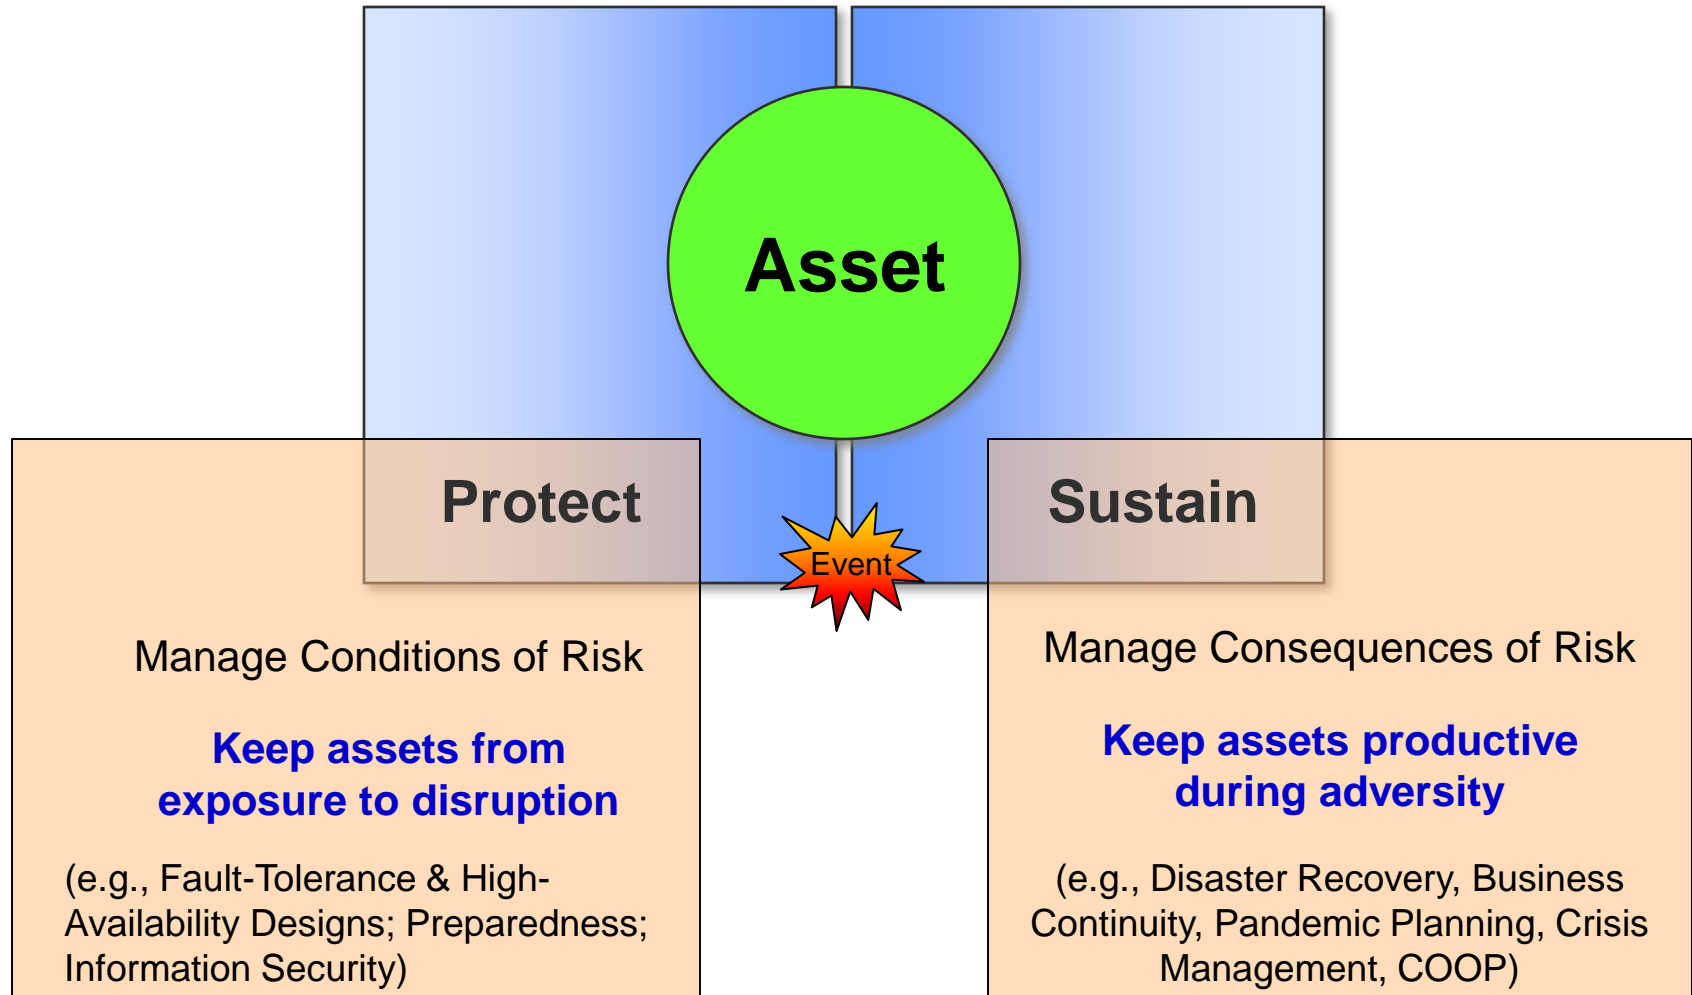 Asset
Protect
Sustain
Event
Manage Conditions of Risk
Keep assets from
exposure to disruption
(e.g., Fault-Tolerance & High-
Availability Designs; Preparedness;
Information Security)
Manage Consequences of Risk
Keep assets productive
during adversity
(e.g., Disaster Recovery, Business
Continuity, Pandemic Planning, Crisis
Management, COOP)